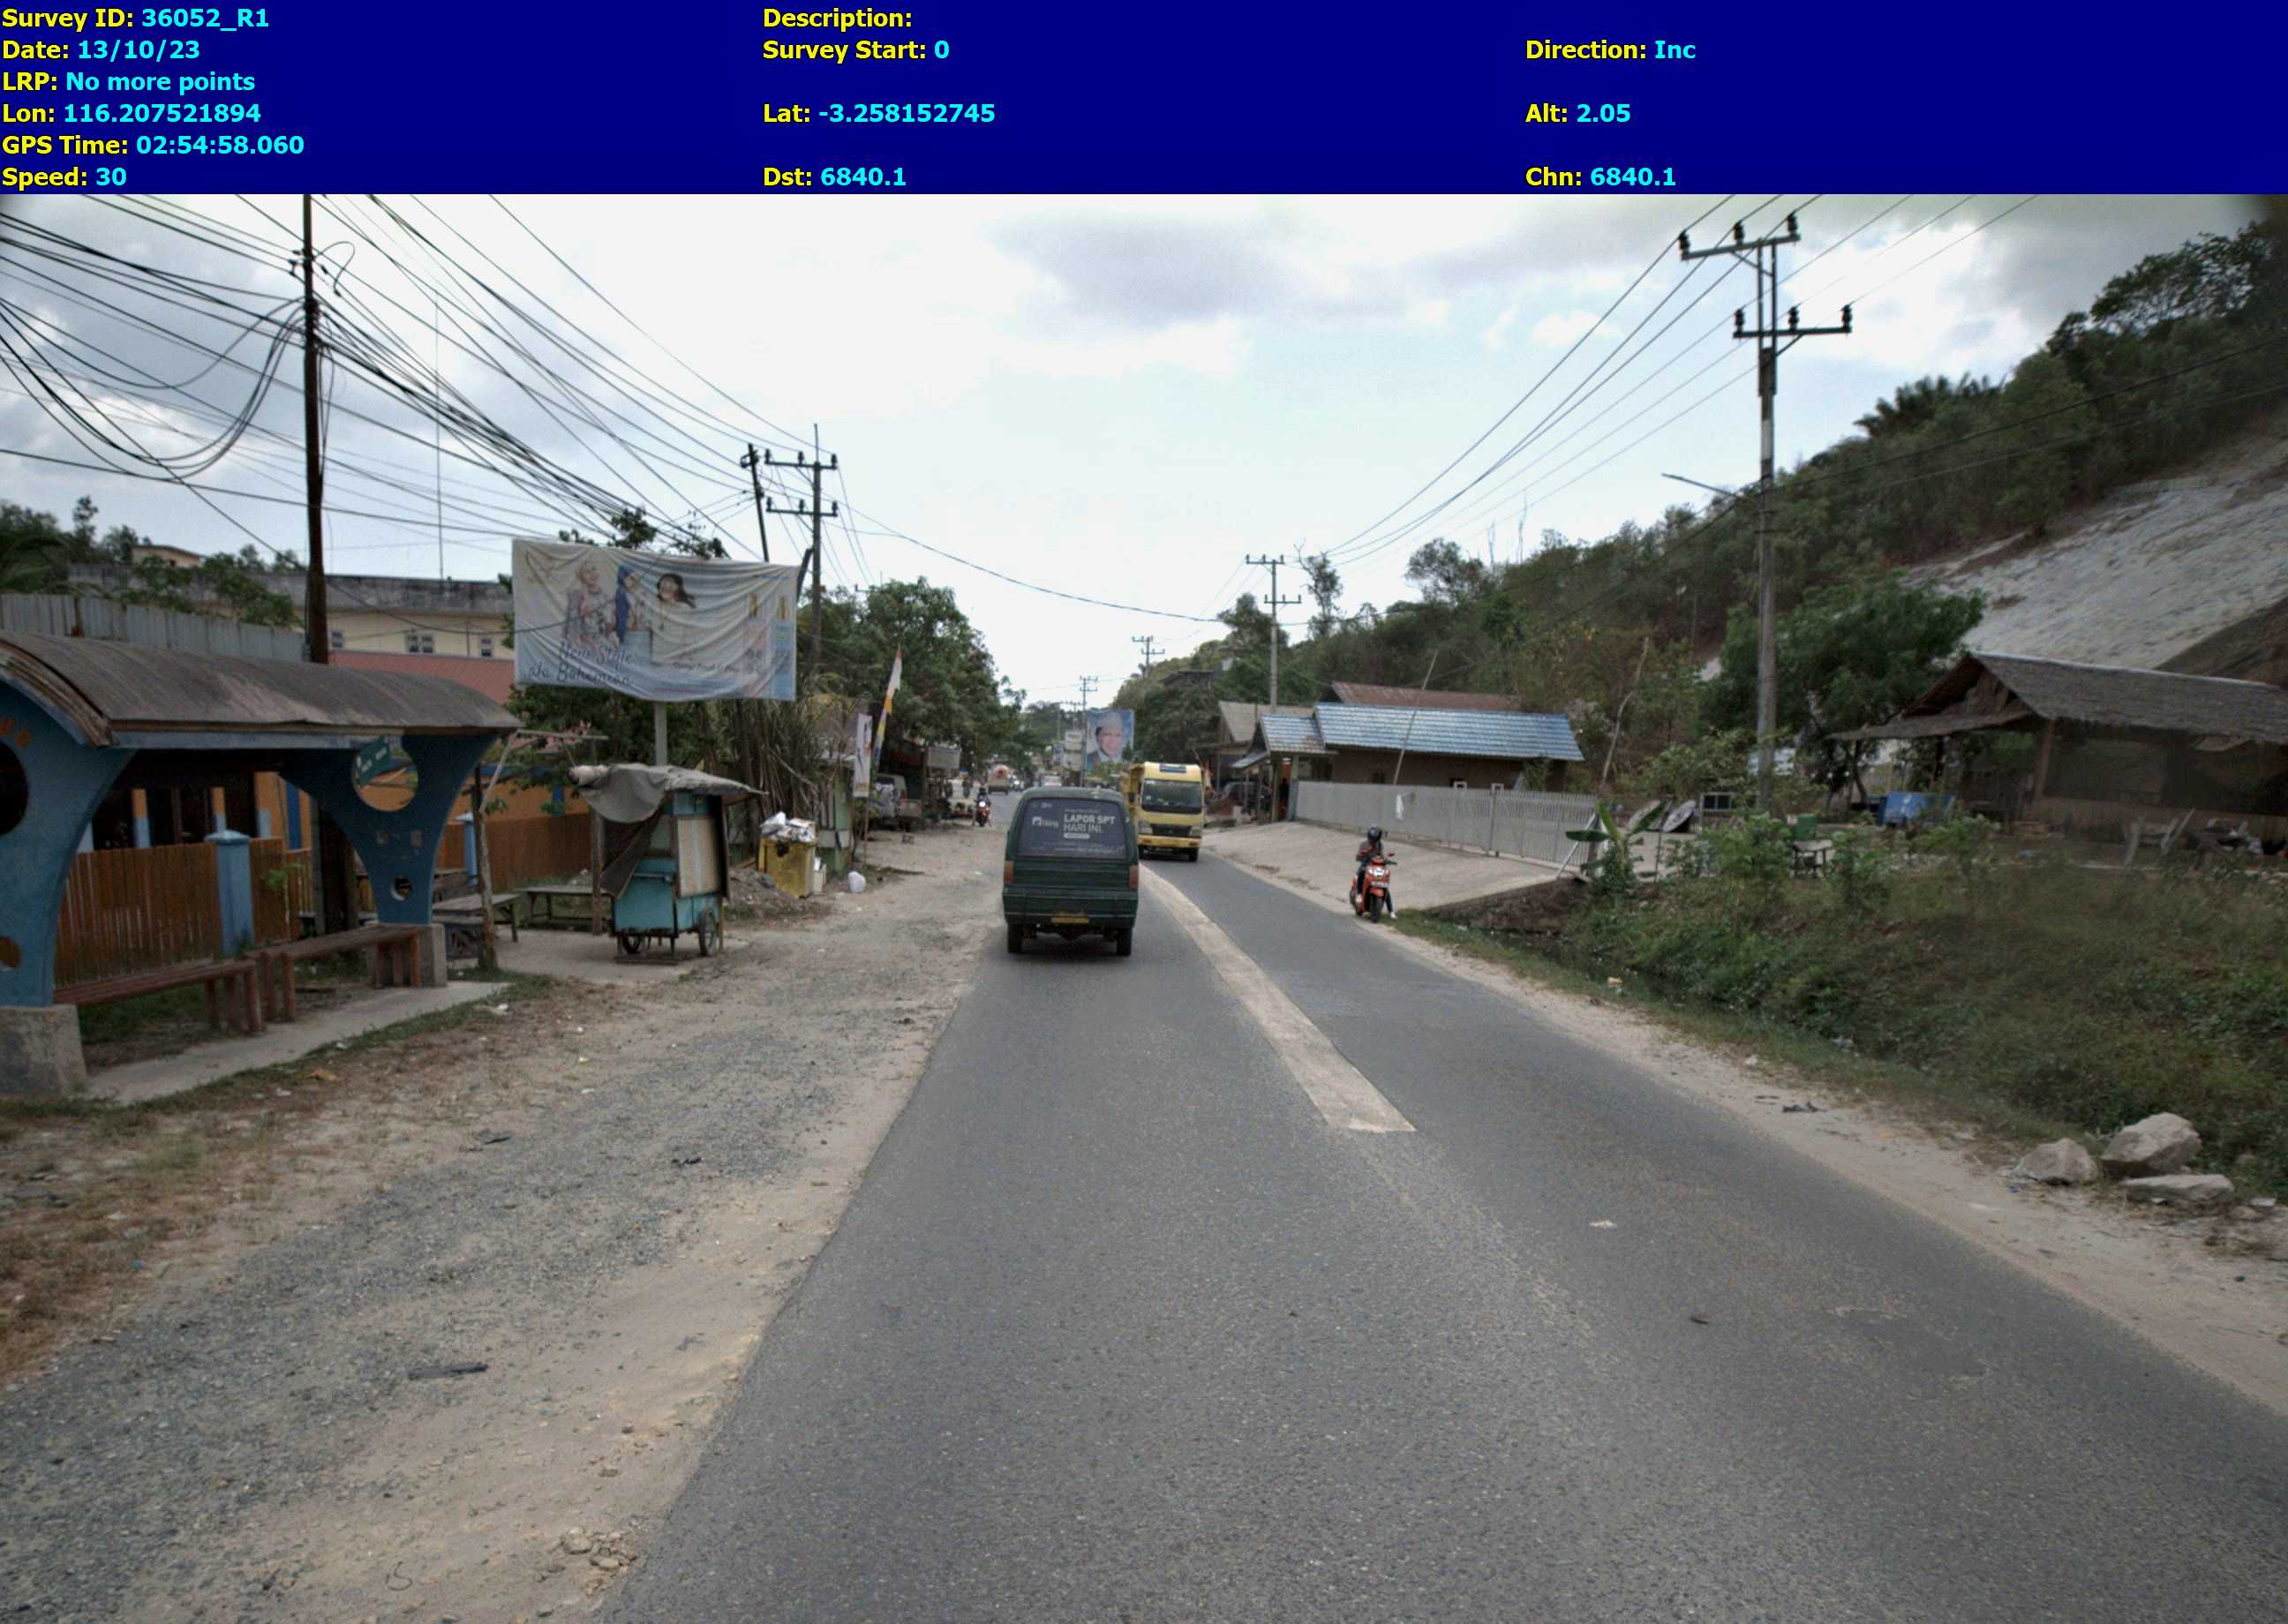 Survey ID: 36052_R1
Description:
Date: 13/10/23
Survey Start: 0
Direction: Inc
LRP: No more points
Lon: 116.207521894
Lat: -3.258152745
Alt: 2.05
GPS Time: 02:54:58.060
Speed: 30
Dst: 6840.1
Chn: 6840.1
New Style
ala Bohemian
LAPOR SPT
HARI INI.